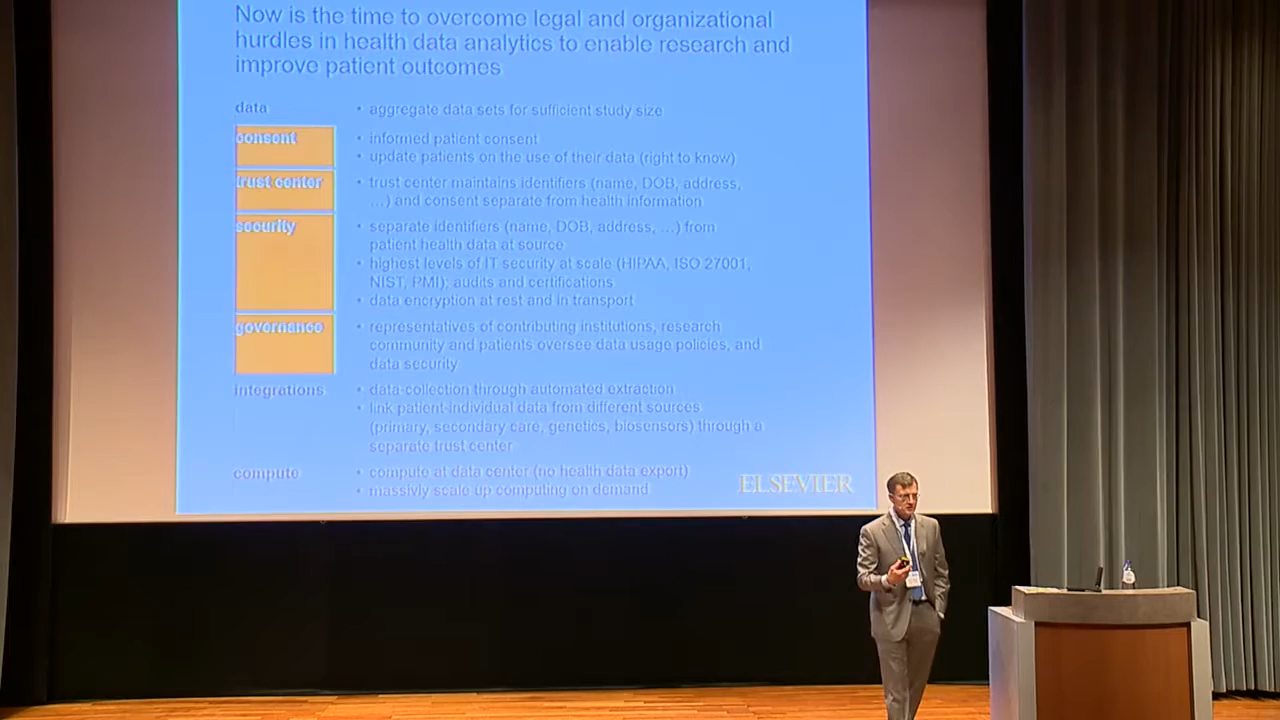 Now is the time to overcome legal and organizational
hurdles in health data analytics to enable research and
improve patient outcomes
data
• aggregate data sets for sufficient study size
consent
• informed patient consent
• update patients on the use of their data (right to know)
trust center
• trust center maintains identifiers (name, DOB, address,
…) and consent separate from health information
security
• separate identifiers (name, DOB, address, …) from
patient health data at source
• highest levels of IT security at scale (HIPAA, ISO 27001,
NIST, PMI); audits and certifications
• data encryption at rest and in transport
governance
• representatives of contributing institutions, research
community and patients oversee data usage policies, and
data security
integrations
• data-collection through automated extraction
• link patient-individual data from different sources
(primary, secondary care, genetics, biosensors) through a
separate trust center
compute
• compute at data center (no health data export)
• massivly scale up computing on demand
ELSEVIER